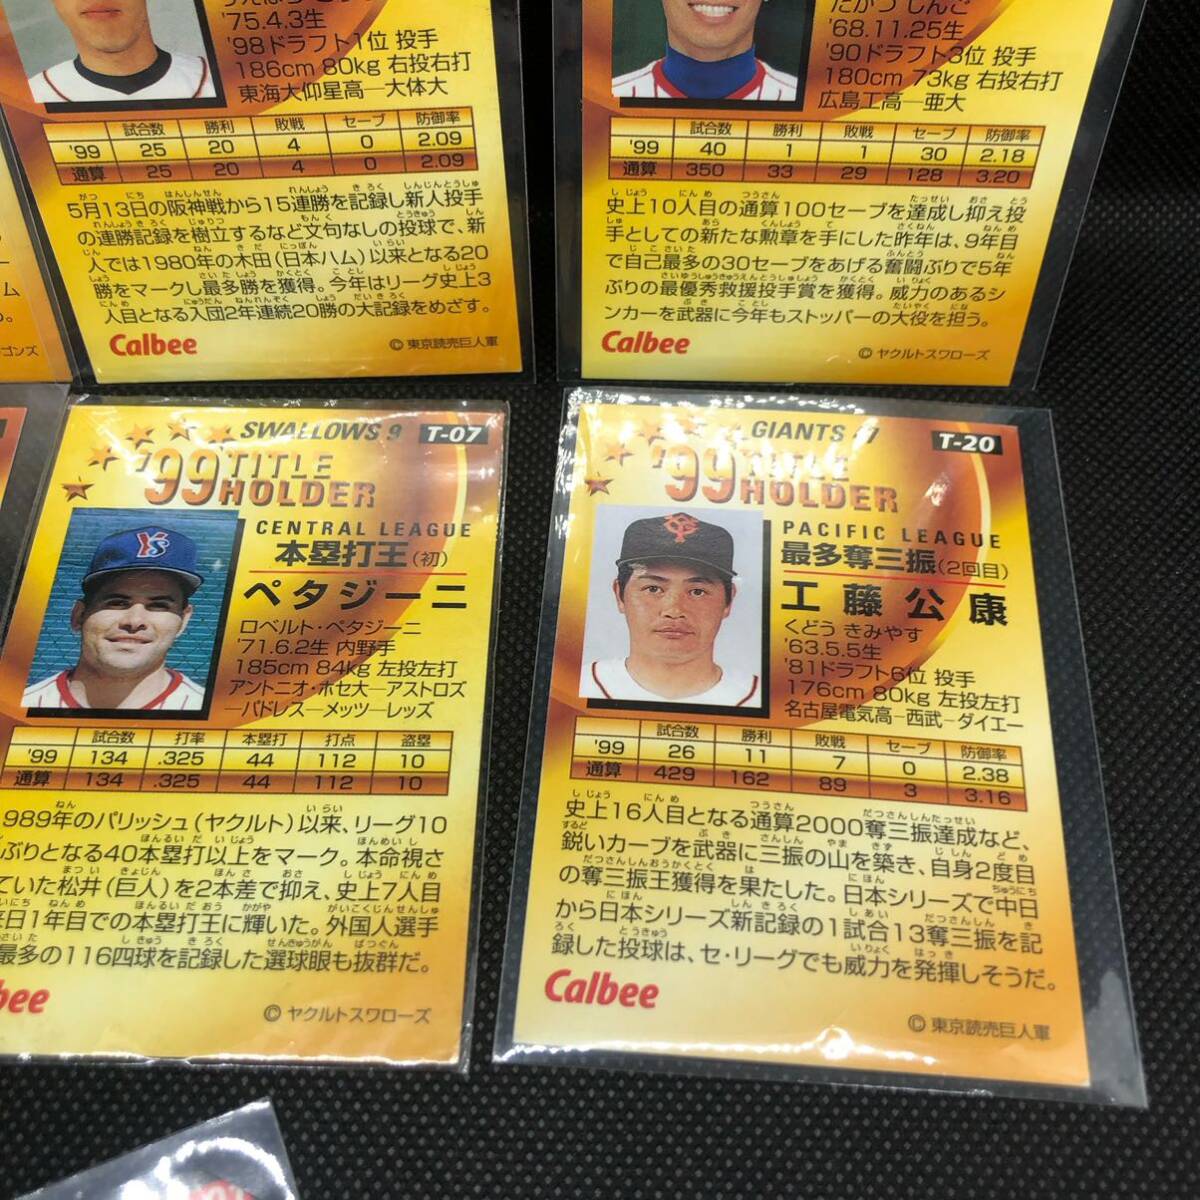 '75.4.3生
'98ドラフト1位 投手
186cm 80kg 右投右打
東海大仰星高―大体大
試合数 勝利 敗戦 セーブ 防御率
'99 25 20 4 0 2.09
通算 25 20 4 0 2.09
5月13日の阪神戦から15連勝を記録し新人投手
の連勝記録を樹立するなど文句なしの投球で、新
人では1980年の木田(日本ハム)以来となる20
勝をマークし最多勝を獲得。今年はリーグ史上3
人目となる入団2年連続20勝の大記録をめざす。
Calbee
© 東京読売巨人軍
たかつ しんご
'68.11.25生
'90ドラフト3位 投手
180cm 73kg 右投右打
広島工高―亜大
試合数 勝利 敗戦 セーブ 防御率
'99 40 1 1 30 2.18
通算 350 33 29 128 3.20
史上10人目の通算100セーブを達成し抑え投
手としての新たな勲章を手にした昨年は、9年目
で自己最多の30セーブをあげる奮闘ぶりで5年
ぶりの最優秀救援投手賞を獲得。威力のあるシ
ンカーを武器に今年もストッパーの大役を担う。
Calbee
© ヤクルトスワローズ
ム
る。
ゴンズ
SWALLOWS 9 T-07
'99 TITLE
HOLDER
CENTRAL LEAGUE
本塁打王(初)
ペタジーニ
ロベルト・ペタジーニ
'71.6.2生 内野手
185cm 84kg 左投左打
アントニオ・ホセ大―アストロズ
―パドレス―メッツ―レッズ
試合数 打率 本塁打 打点 盗塁
'99 134 .325 44 112 10
通算 134 .325 44 112 10
989年のパリッシュ(ヤクルト)以来、リーグ10
ぶりとなる40本塁打以上をマーク。本命視さ
ていた松井(巨人)を2本差で抑え、史上7人目
来日1年目での本塁打王に輝いた。外国人選手
最多の116四球を記録した選球眼も抜群だ。
bee
© ヤクルトスワローズ
GIANTS 47 T-20
'99 TITLE
HOLDER
PACIFIC LEAGUE
最多奪三振(2回目)
工藤公康
くどう きみやす
'63.5.5生
'81ドラフト6位 投手
176cm 80kg 左投左打
名古屋電気高―西武―ダイエー
試合数 勝利 敗戦 セーブ 防御率
'99 26 11 7 0 2.38
通算 429 162 89 3 3.16
史上16人目となる通算2000奪三振達成など、
鋭いカーブを武器に三振の山を築き、自身2度目
の奪三振王獲得を果たした。日本シリーズで中日
から日本シリーズ新記録の1試合13奪三振を記
録した投球は、セ・リーグでも威力を発揮しそうだ。
Calbee
© 東京読売巨人軍